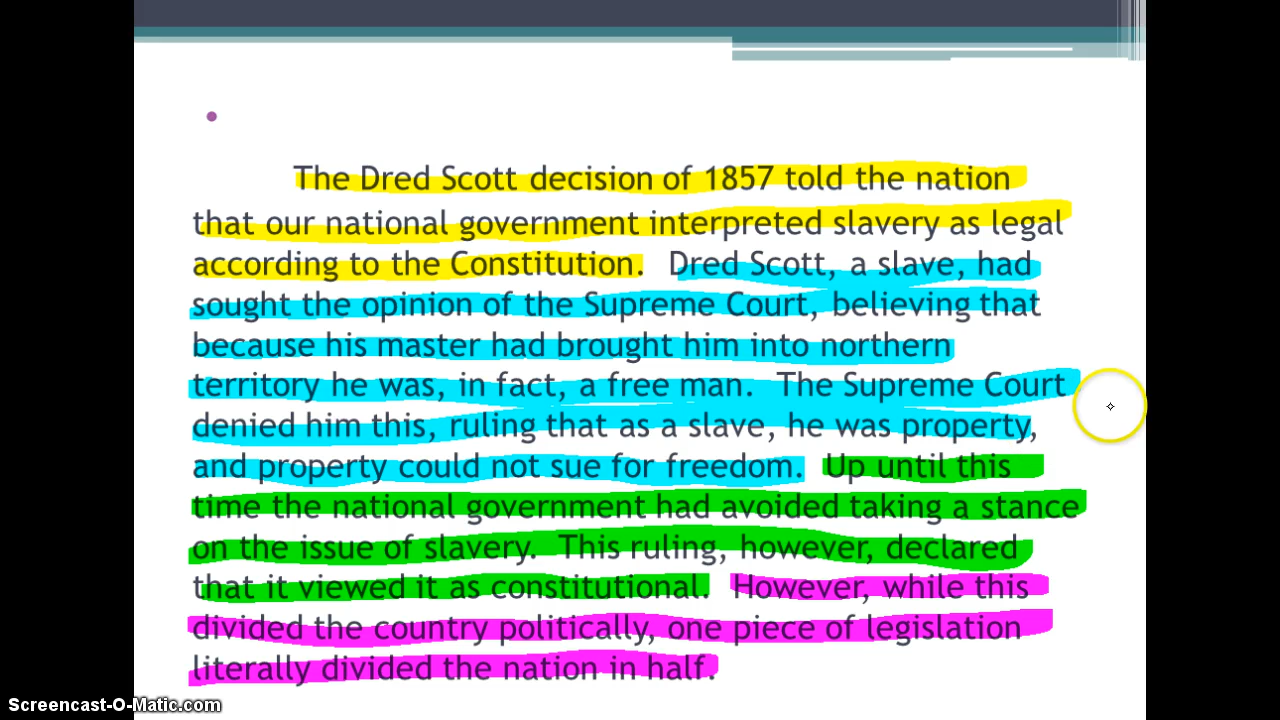 The Dred Scott decision of 1857 told the nation
that our national government interpreted slavery as legal
according to the Constitution. Dred Scott, a slave, had
sought the opinion of the Supreme Court, believing that
because his master had brought him into northern
territory he was, in fact, a free man. The Supreme Court
denied him this, ruling that as a slave, he was property,
and property could not sue for freedom. Up until this
time the national government had avoided taking a stance
on the issue of slavery. This ruling, however, declared
that it viewed it as constitutional. However, while this
divided the country politically, one piece of legislation
literally divided the nation in half.
Screencast-O-Matic.com